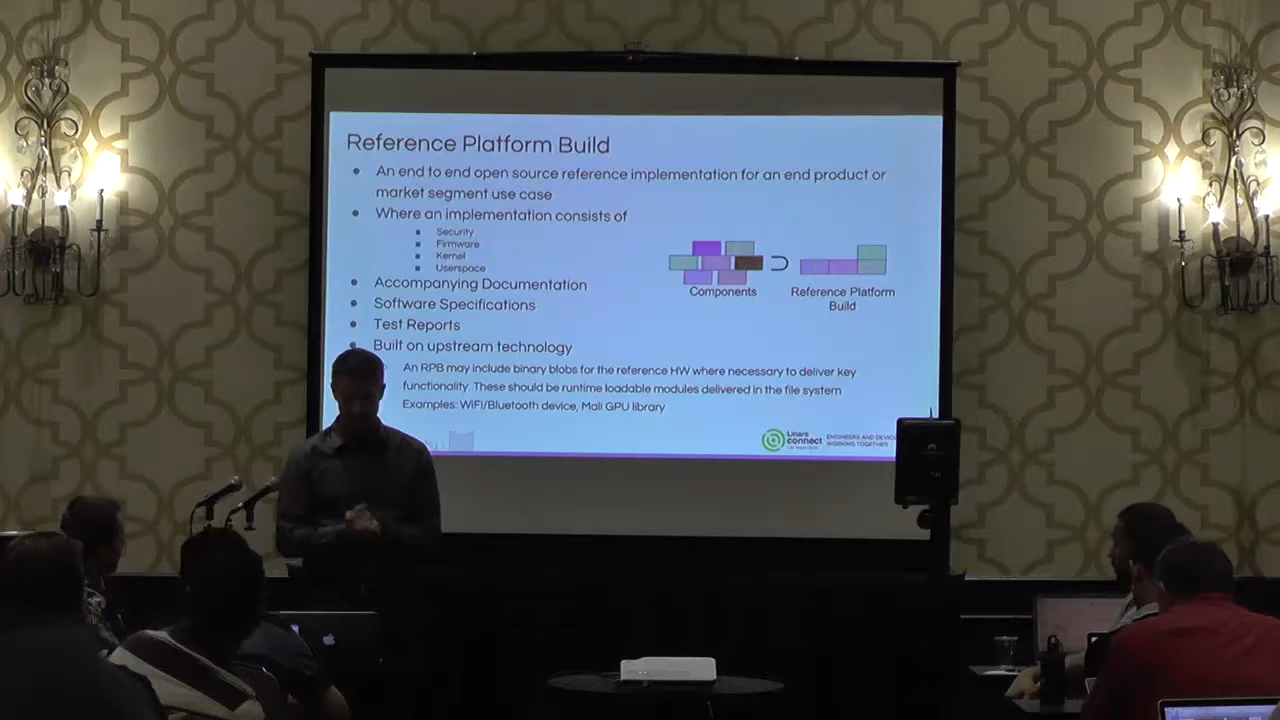 Reference Platform Build
An end to end open source reference implementation for an end product or
market segment use case
Where an implementation consists of
Security
Firmware
Kernel
Userspace
Components
Reference Platform
Build
Accompanying Documentation
Software Specifications
Test Reports
Built on upstream technology
An RPB may include binary blobs for the reference HW where necessary to deliver key
functionality. These should be runtime loadable modules delivered in the file system
Examples: WiFi/Bluetooth device, Mali GPU library
Linaro
connect
ENGINEERS AND DEVIC
WORKING TOGETHER